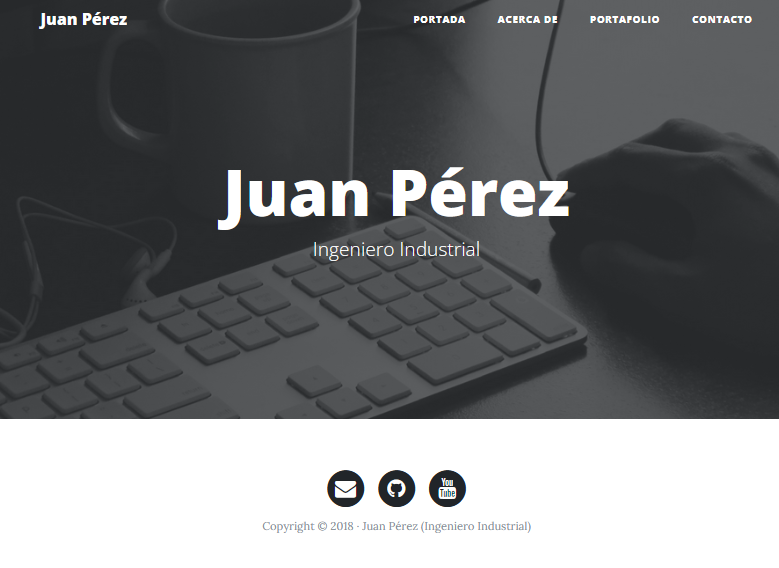 Juan Pérez
PORTADA ACERCA DE PORTAFOLIO CONTACTO
Juan Pérez
Ingeniero Industrial
You
Tube
Copyright © 2018 · Juan Pérez (Ingeniero Industrial)